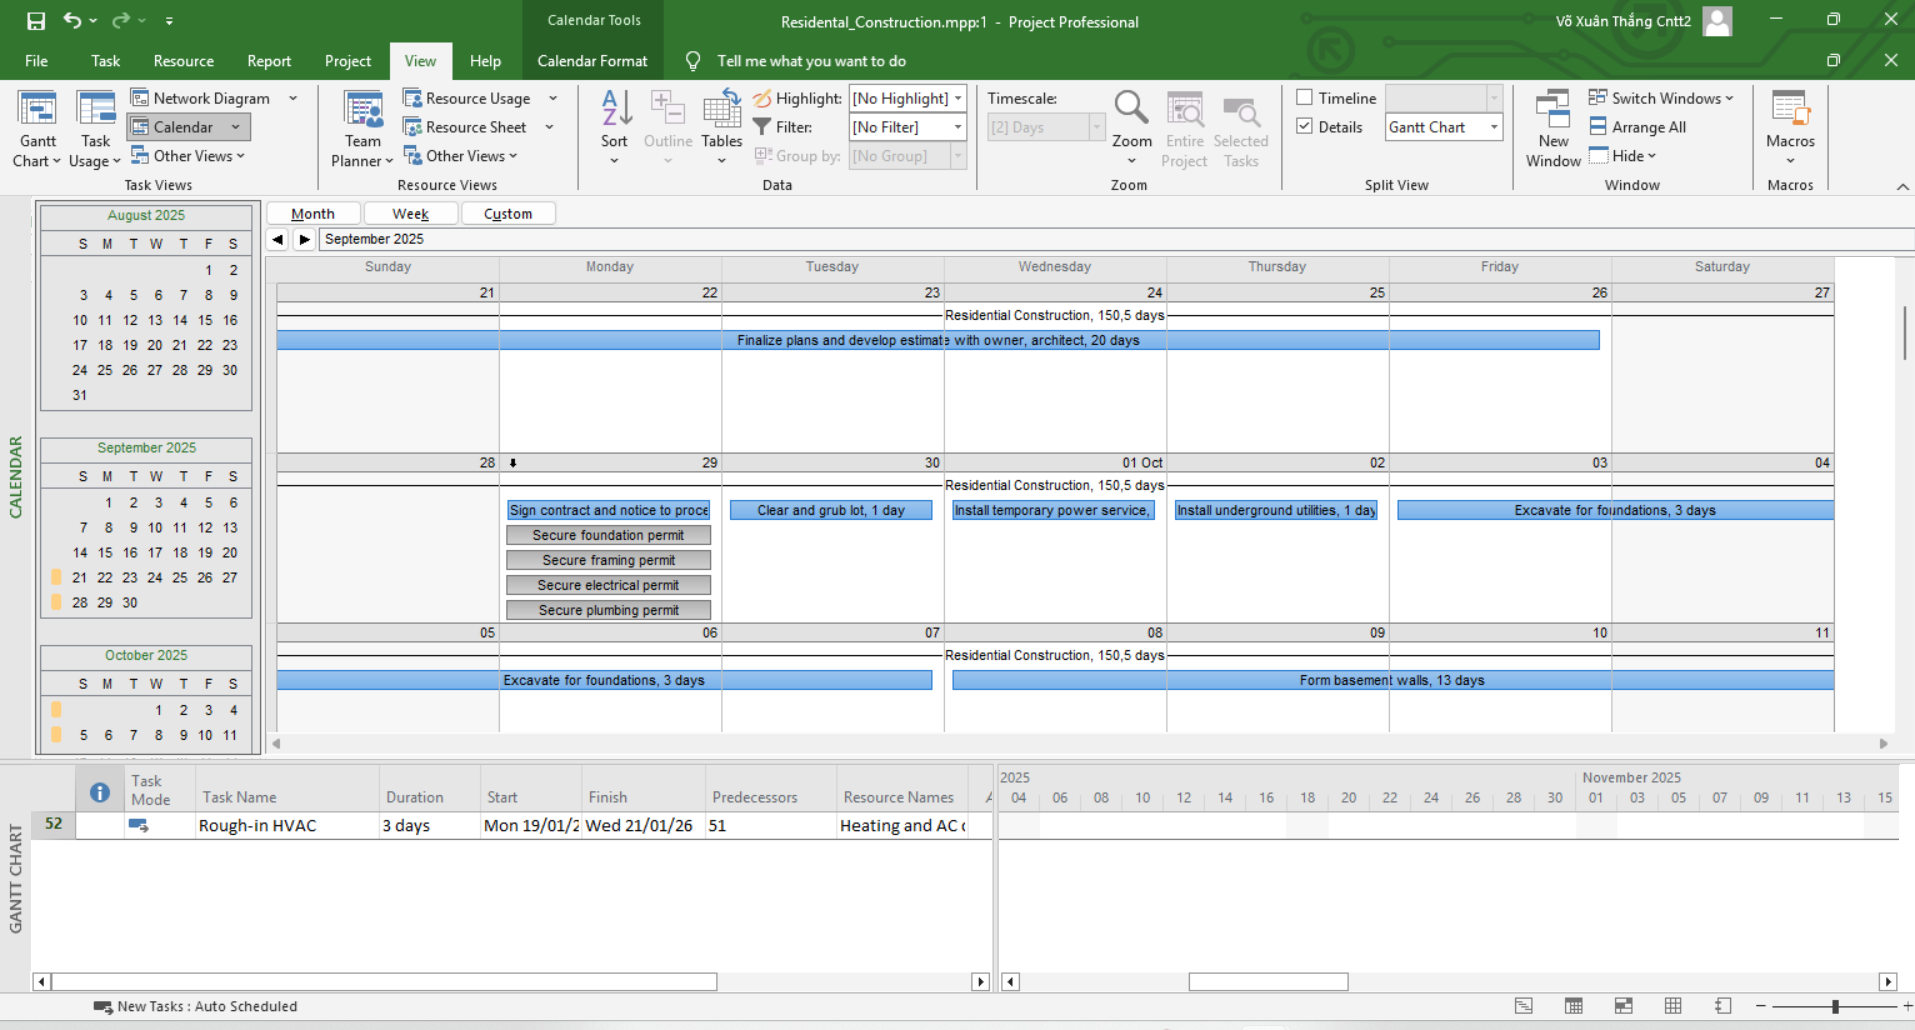 Calendar Tools
Residental_Construction.mpp:1 - Project Professional
Võ Xuân Thắng Cntt2
File Task Resource Report Project View Help Calendar Format Tell me what you want to do
Gantt Chart
Task Usage
Network Diagram
Calendar
Other Views
Task Views
Team Planner
Resource Usage
Resource Sheet
Other Views
Resource Views
Sort
Outline
Tables
Highlight: [No Highlight]
Filter: [No Filter]
Group by: [No Group]
Data
Timescale:
[2] Days
Zoom
Entire Project
Selected Tasks
Zoom
Timeline
Details Gantt Chart
Split View
New Window
Switch Windows
Arrange All
Hide
Window
Macros
Macros
CALENDAR
August 2025
S M T W T F S
1 2
3 4 5 6 7 8 9
10 11 12 13 14 15 16
17 18 19 20 21 22 23
24 25 26 27 28 29 30
31
September 2025
S M T W T F S
1 2 3 4 5 6
7 8 9 10 11 12 13
14 15 16 17 18 19 20
21 22 23 24 25 26 27
28 29 30
October 2025
S M T W T F S
1 2 3 4
5 6 7 8 9 10 11
Month Week Custom
September 2025
Sunday Monday Tuesday Wednesday Thursday Friday Saturday
21 22 23 24 25 26 27
Residential Construction, 150,5 days
Finalize plans and develop estimate with owner, architect, 20 days
28 29 30 01 Oct 02 03 04
Residential Construction, 150,5 days
Sign contract and notice to proce Clear and grub lot, 1 day Install temporary power service, Install underground utilities, 1 day Excavate for foundations, 3 days
Secure foundation permit
Secure framing permit
Secure electrical permit
Secure plumbing permit
05 06 07 08 09 10 11
Residential Construction, 150,5 days
Excavate for foundations, 3 days Form basement walls, 13 days
GANTT CHART
Task Mode Task Name Duration Start Finish Predecessors Resource Names
52 Rough-in HVAC 3 days Mon 19/01/2 Wed 21/01/26 51 Heating and AC
2025 November 2025
04 06 08 10 12 14 16 18 20 22 24 26 28 30 01 03 05 07 09 11 13 15
New Tasks : Auto Scheduled